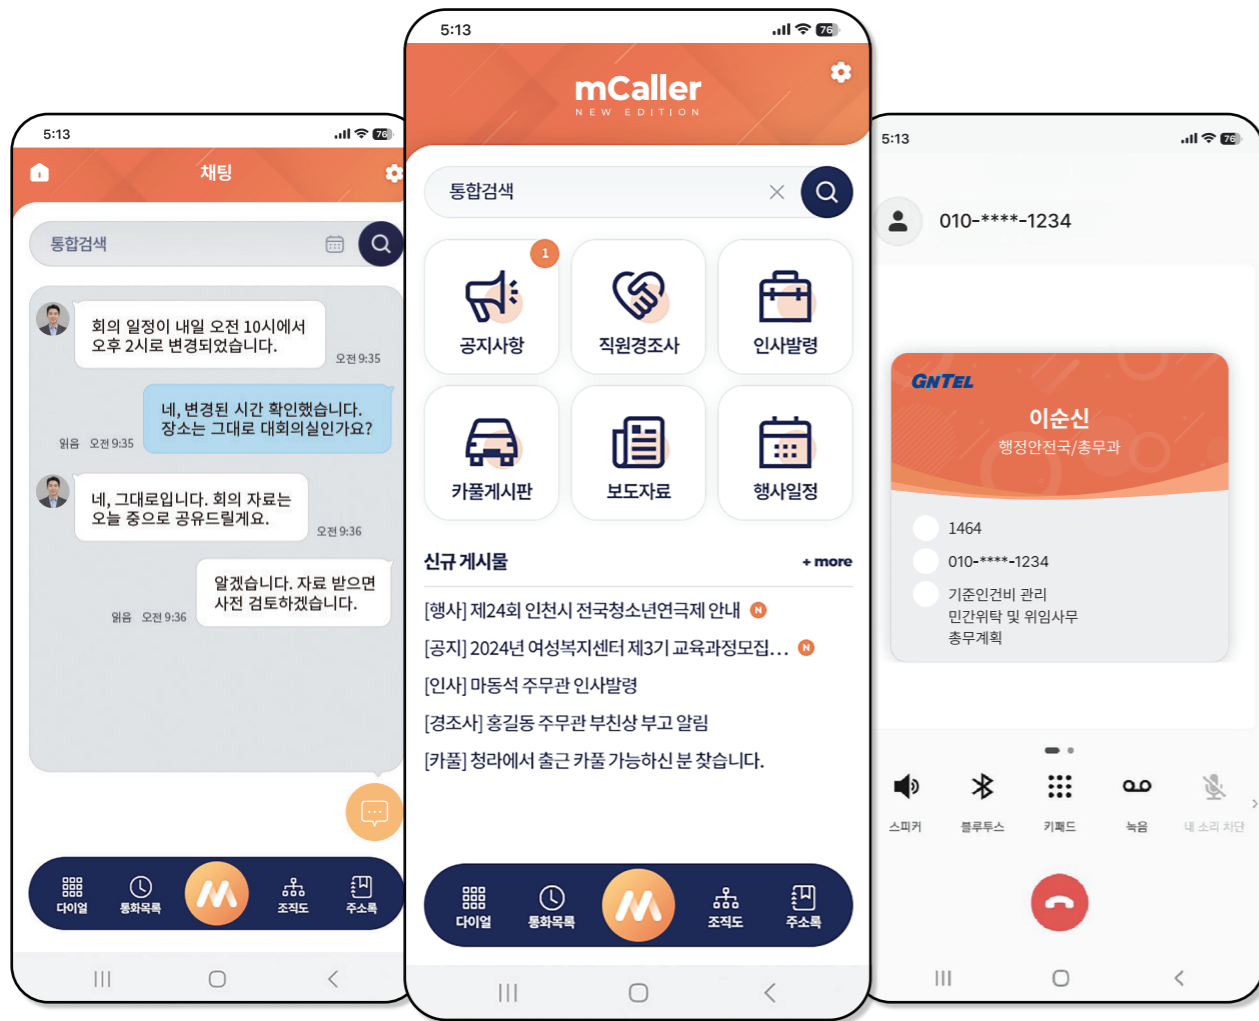 5:13
76
채팅
통합검색
회의 일정이 내일 오전 10시에서
오후 2시로 변경되었습니다.
오전 9:35
네, 변경된 시간 확인했습니다.
장소는 그대로 대회의실인가요?
읽음 오전 9:35
네, 그대로입니다. 회의 자료는
오늘 중으로 공유드릴게요.
오전 9:36
알겠습니다. 자료 받으면
사전 검토하겠습니다.
읽음 오전 9:36
다이얼
통화목록
조직도
주소록
5:13
76
mCaller
NEW EDITION
통합검색
1
공지사항
직원경조사
인사발령
카풀게시판
보도자료
행사일정
신규 게시물
+ more
[행사] 제24회 인천시 전국청소년연극제 안내 N
[공지] 2024년 여성복지센터 제3기 교육과정모집... N
[인사] 마동석 주무관 인사발령
[경조사] 홍길동 주무관 부친상 부고 알림
[카풀] 청라에서 출근 카풀 가능하신 분 찾습니다.
다이얼
통화목록
조직도
주소록
5:13
76
010-****-1234
GNTEL
이순신
행정안전국/총무과
1464
010-****-1234
기준인건비 관리
민간위탁 및 위임사무
총무계획
스피커
블루투스
키패드
녹음
내 소리 차단